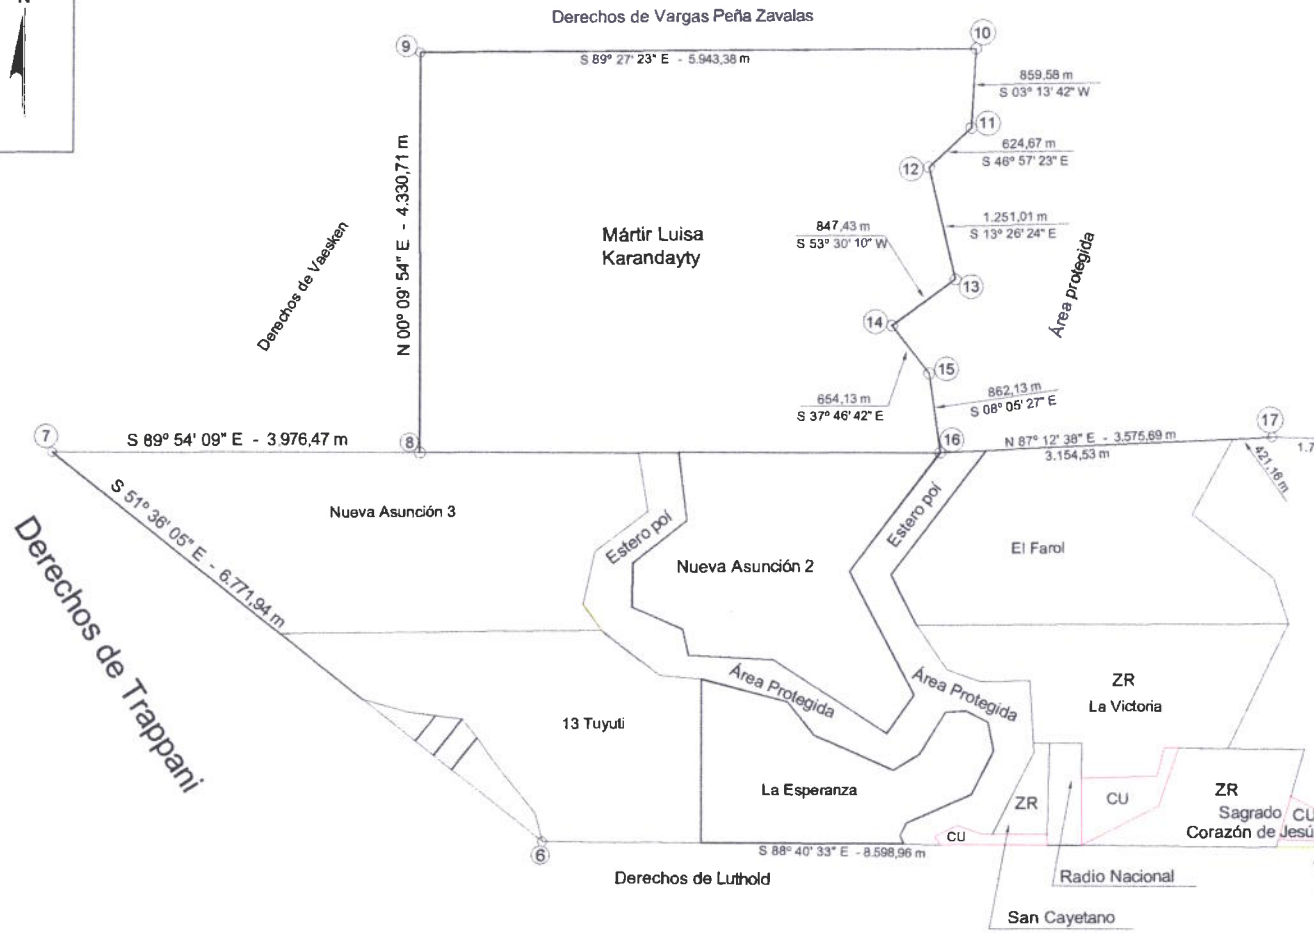 N
Derechos de Vargas Peña Zavalas
9
10
S 89° 27' 23" E - 5.943,38 m
859,58 m
S 03° 13' 42" W
11
624,67 m
S 46° 57' 23" E
12
N 00° 09' 54" E - 4.330,71 m
Derechos de Vaesken
Mártir Luisa
Karandayty
847,43 m
S 53° 30' 10" W
1.251,01 m
S 13° 26' 24" E
Área protegida
13
14
15
654,13 m
S 37° 46' 42" E
862,13 m
S 08° 05' 27" E
7
S 89° 54' 09" E - 3.976,47 m
8
16
N 87° 12' 38" E - 3.575,69 m
3.154,53 m
17
421,16 m
1.7
S 51° 36' 05" E - 6.771,94 m
Derechos de Trappani
Nueva Asunción 3
Estero poí
Nueva Asunción 2
Estero poí
El Farol
Área Protegida
Área Protegida
ZR
La Victoria
13 Tuyuti
La Esperanza
ZR
CU
ZR
Sagrado
Corazón de Jesú
CU
CU
6
S 88° 40' 33" E - 8.598,96 m
Derechos de Luthold
Radio Nacional
San Cayetano